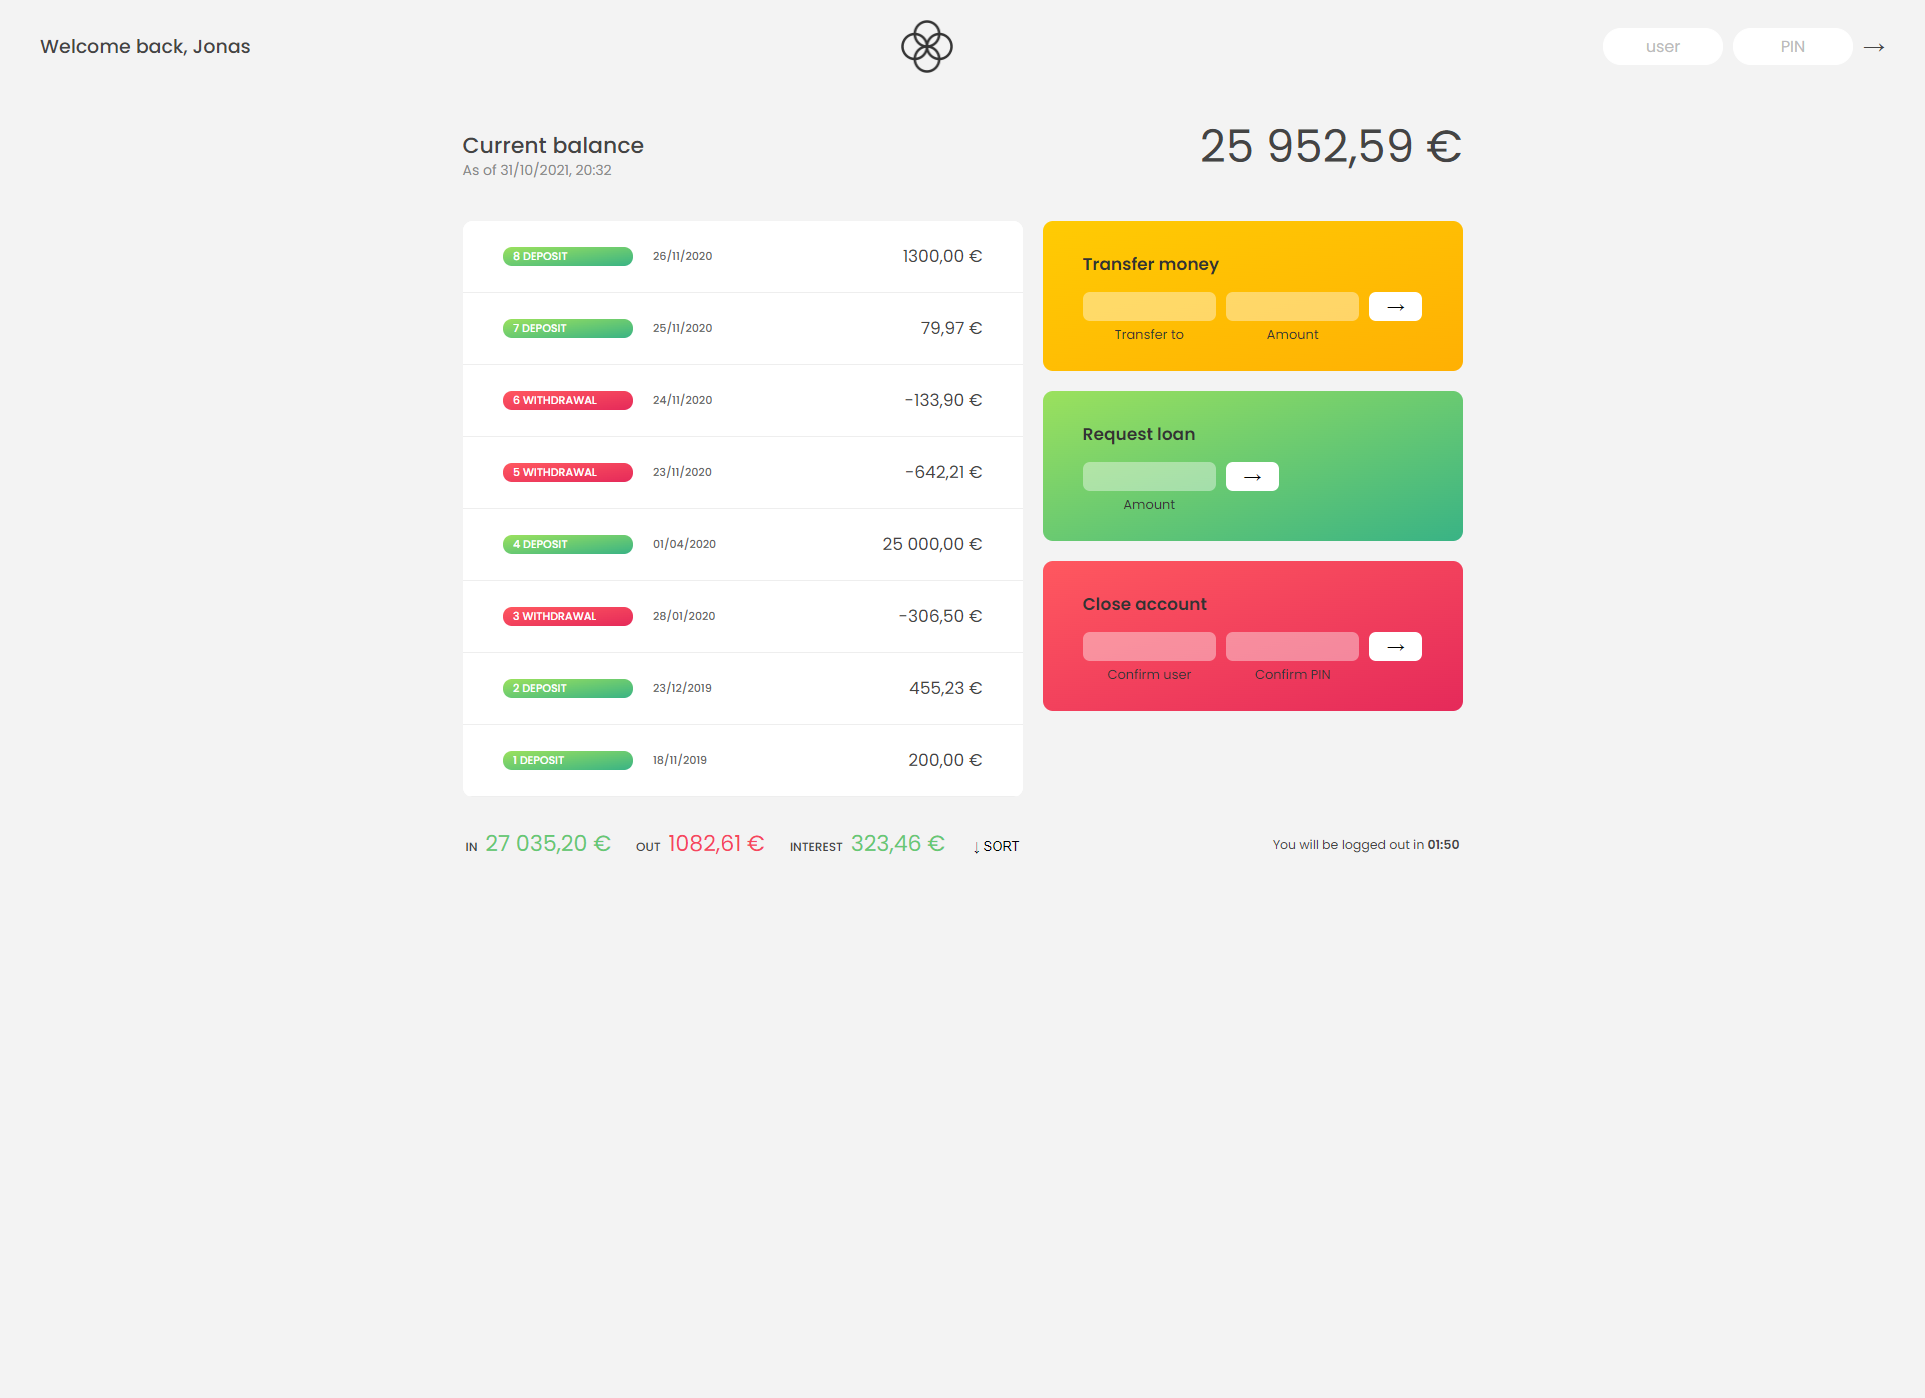 Welcome back, Jonas
user PIN →
Current balance
As of 31/10/2021, 20:32
25 952,59 €
8 DEPOSIT 26/11/2020 1300,00 €
7 DEPOSIT 25/11/2020 79,97 €
6 WITHDRAWAL 24/11/2020 -133,90 €
5 WITHDRAWAL 23/11/2020 -642,21 €
4 DEPOSIT 01/04/2020 25 000,00 €
3 WITHDRAWAL 28/01/2020 -306,50 €
2 DEPOSIT 23/12/2019 455,23 €
1 DEPOSIT 18/11/2019 200,00 €
Transfer money
→
Transfer to Amount
Request loan
→
Amount
Close account
→
Confirm user Confirm PIN
IN 27 035,20 € OUT 1082,61 € INTEREST 323,46 € ↓ SORT
You will be logged out in 01:50